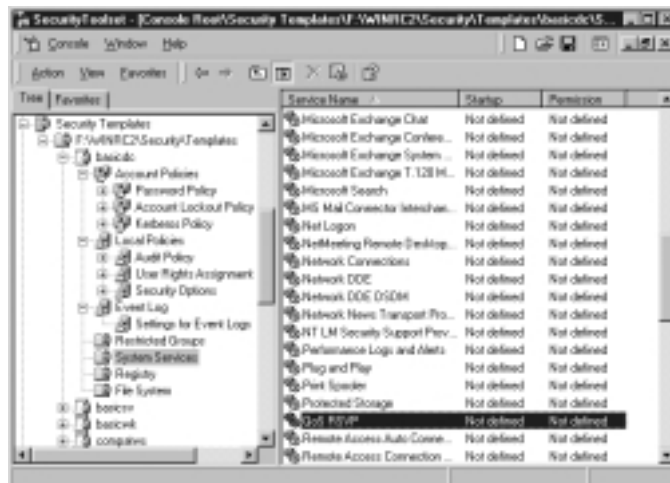 SecurityToolset - [Console Root\Security Templates\F:\WINRC2\Security\Templates\basicdc\S...
Console Window Help
Action View Favorites
Tree Favorites
Security Templates
F:\WINRC2\Security\Templates
basicdc
Account Policies
Password Policy
Account Lockout Policy
Kerberos Policy
Local Policies
Audit Policy
User Rights Assignment
Security Options
Event Log
Settings for Event Logs
Restricted Groups
System Services
Registry
File System
basicsv
basicwk
compatws
Service Name Startup Permission
Microsoft Exchange Chat Not defined Not defined
Microsoft Exchange Confere... Not defined Not defined
Microsoft Exchange System ... Not defined Not defined
Microsoft Exchange T.120 M... Not defined Not defined
Microsoft Search Not defined Not defined
MS Mail Connector Interchan... Not defined Not defined
Net Logon Not defined Not defined
NetMeeting Remote Desktop... Not defined Not defined
Network Connections Not defined Not defined
Network DDE Not defined Not defined
Network DDE DSDM Not defined Not defined
Network News Transport Pro... Not defined Not defined
NT LM Security Support Prov... Not defined Not defined
Performance Logs and Alerts Not defined Not defined
Plug and Play Not defined Not defined
Print Spooler Not defined Not defined
Protected Storage Not defined Not defined
QoS RSVP Not defined Not defined
Remote Access Auto Conne... Not defined Not defined
Remote Access Connection ... Not defined Not defined